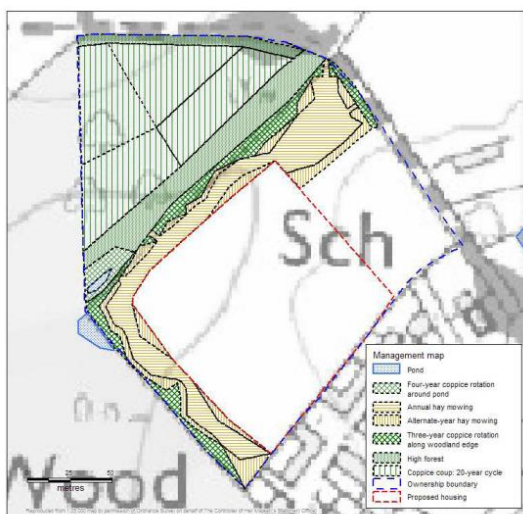 Sch
Wood
metres
Management map
Pond
Four-year coppice rotation
around pond
Annual hay mowing
Alternate-year hay mowing
Three-year coppice rotation
along woodland edge
High forest
Coppice coup: 20-year cycle
Ownership boundary
Proposed housing